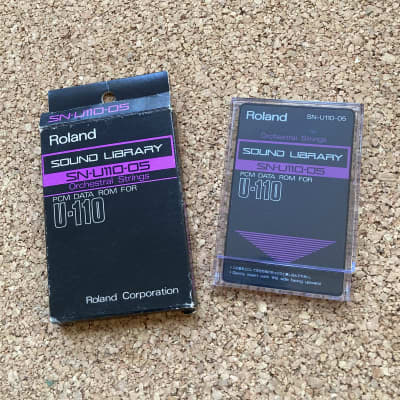 SN-U110-05
Roland
SOUND LIBRARY
SN-U110-05
Orchestral Strings
PCM DATA ROM FOR
U-110
Roland Corporation
Roland SN-U110-05
Orchestral Strings
SOUND LIBRARY
SN-U110-05
PCM DATA ROM FOR
U-110